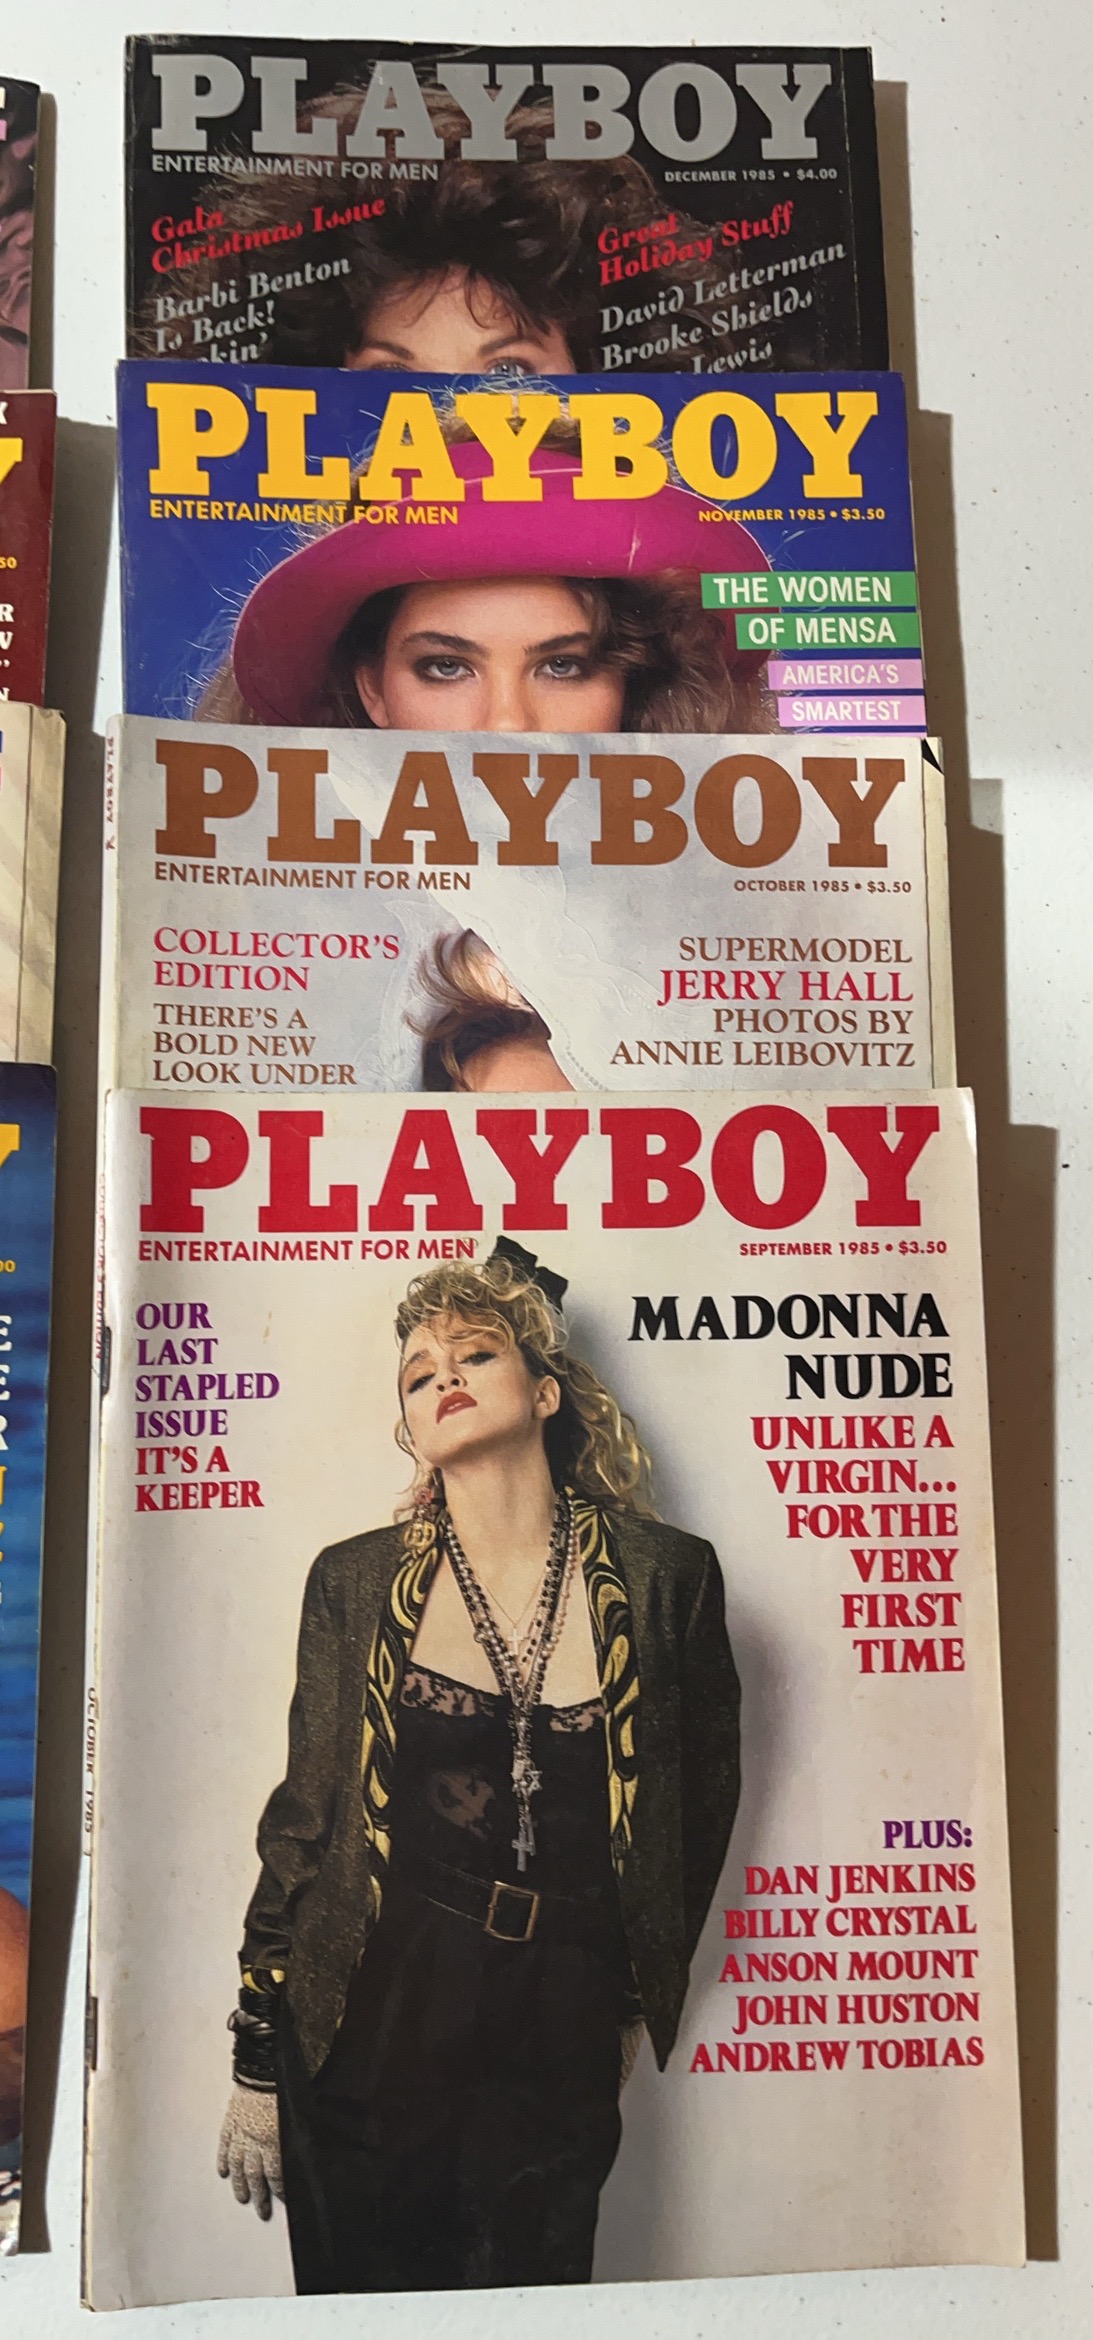 PLAYBOY
ENTERTAINMENT FOR MEN
DECEMBER 1985 • $4.00
Gala
Christmas Issue
Barbi Benton
Is Back!
Great
Holiday Stuff
David Letterman
Brooke Shields
Lewis
PLAYBOY
ENTERTAINMENT FOR MEN
NOVEMBER 1985 • $3.50
THE WOMEN
OF MENSA
AMERICA'S
SMARTEST
PLAYBOY
ENTERTAINMENT FOR MEN
OCTOBER 1985 • $3.50
COLLECTOR'S
EDITION
THERE'S A
BOLD NEW
LOOK UNDER
SUPERMODEL
JERRY HALL
PHOTOS BY
ANNIE LEIBOVITZ
PLAYBOY
ENTERTAINMENT FOR MEN
SEPTEMBER 1985 • $3.50
OUR
LAST
STAPLED
ISSUE
IT'S A
KEEPER
MADONNA
NUDE
UNLIKE A
VIRGIN...
FOR THE
VERY
FIRST
TIME
PLUS:
DAN JENKINS
BILLY CRYSTAL
ANSON MOUNT
JOHN HUSTON
ANDREW TOBIAS
OCTOBER 1985